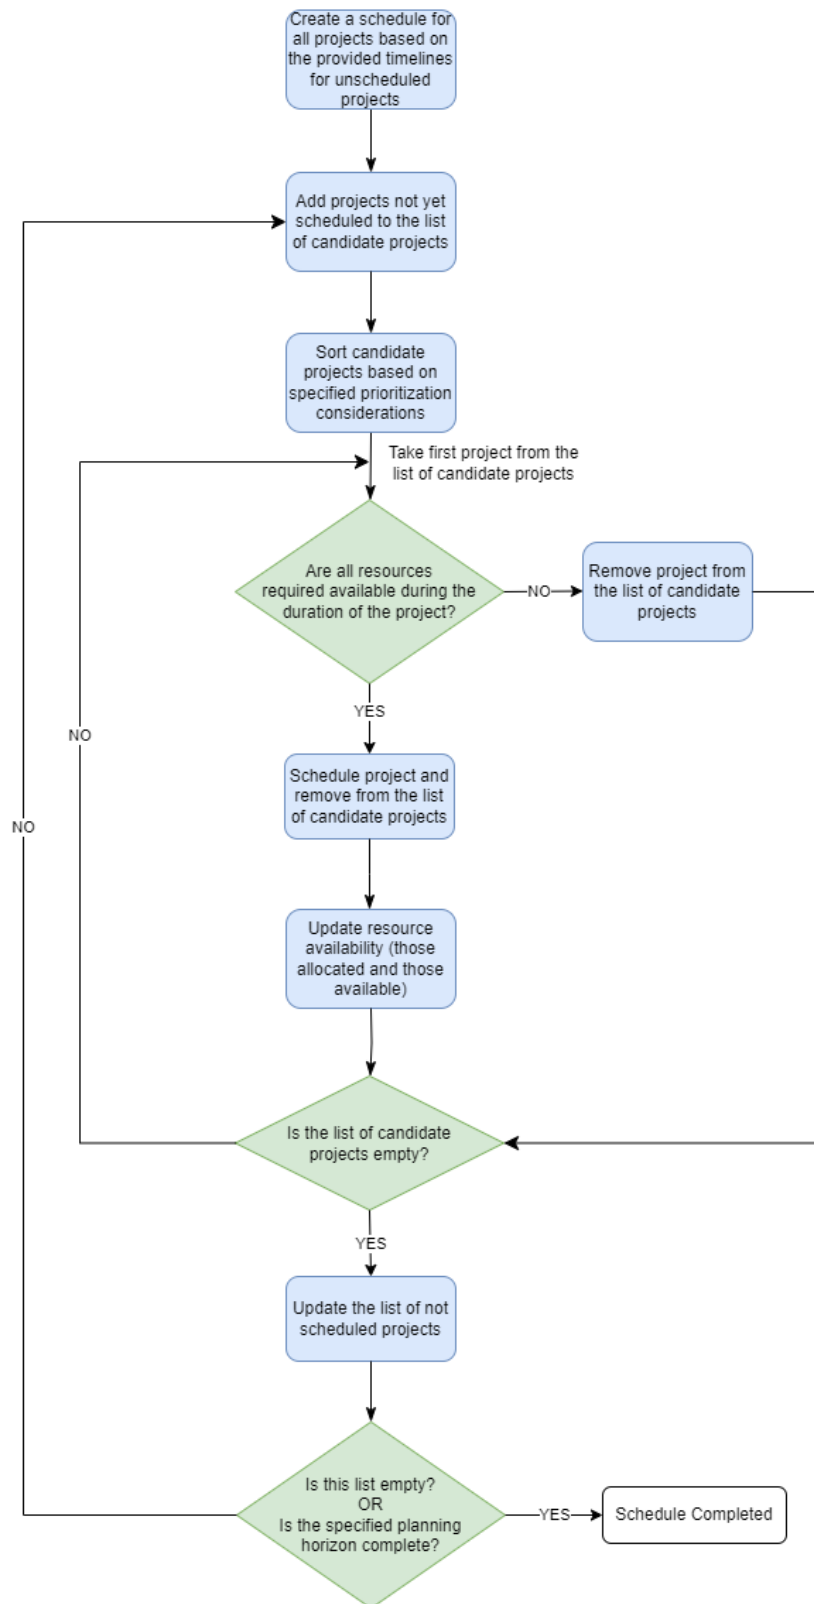 Create a schedule for
all projects based on
the provided timelines
for unscheduled
projects
Add projects not yet
scheduled to the list
of candidate projects
Sort candidate
projects based on
specified prioritization
considerations
Take first project from the
list of candidate projects
Are all resources
required available during the
duration of the project?
NO
Remove project from
the list of candidate
projects
YES
NO
Schedule project and
remove from the list
of candidate projects
NO
Update resource
availability (those
allocated and those
available)
Is the list of candidate
projects empty?
YES
Update the list of not
scheduled projects
Is this list empty?
OR
Is the specified planning
horizon complete?
YES
Schedule Completed